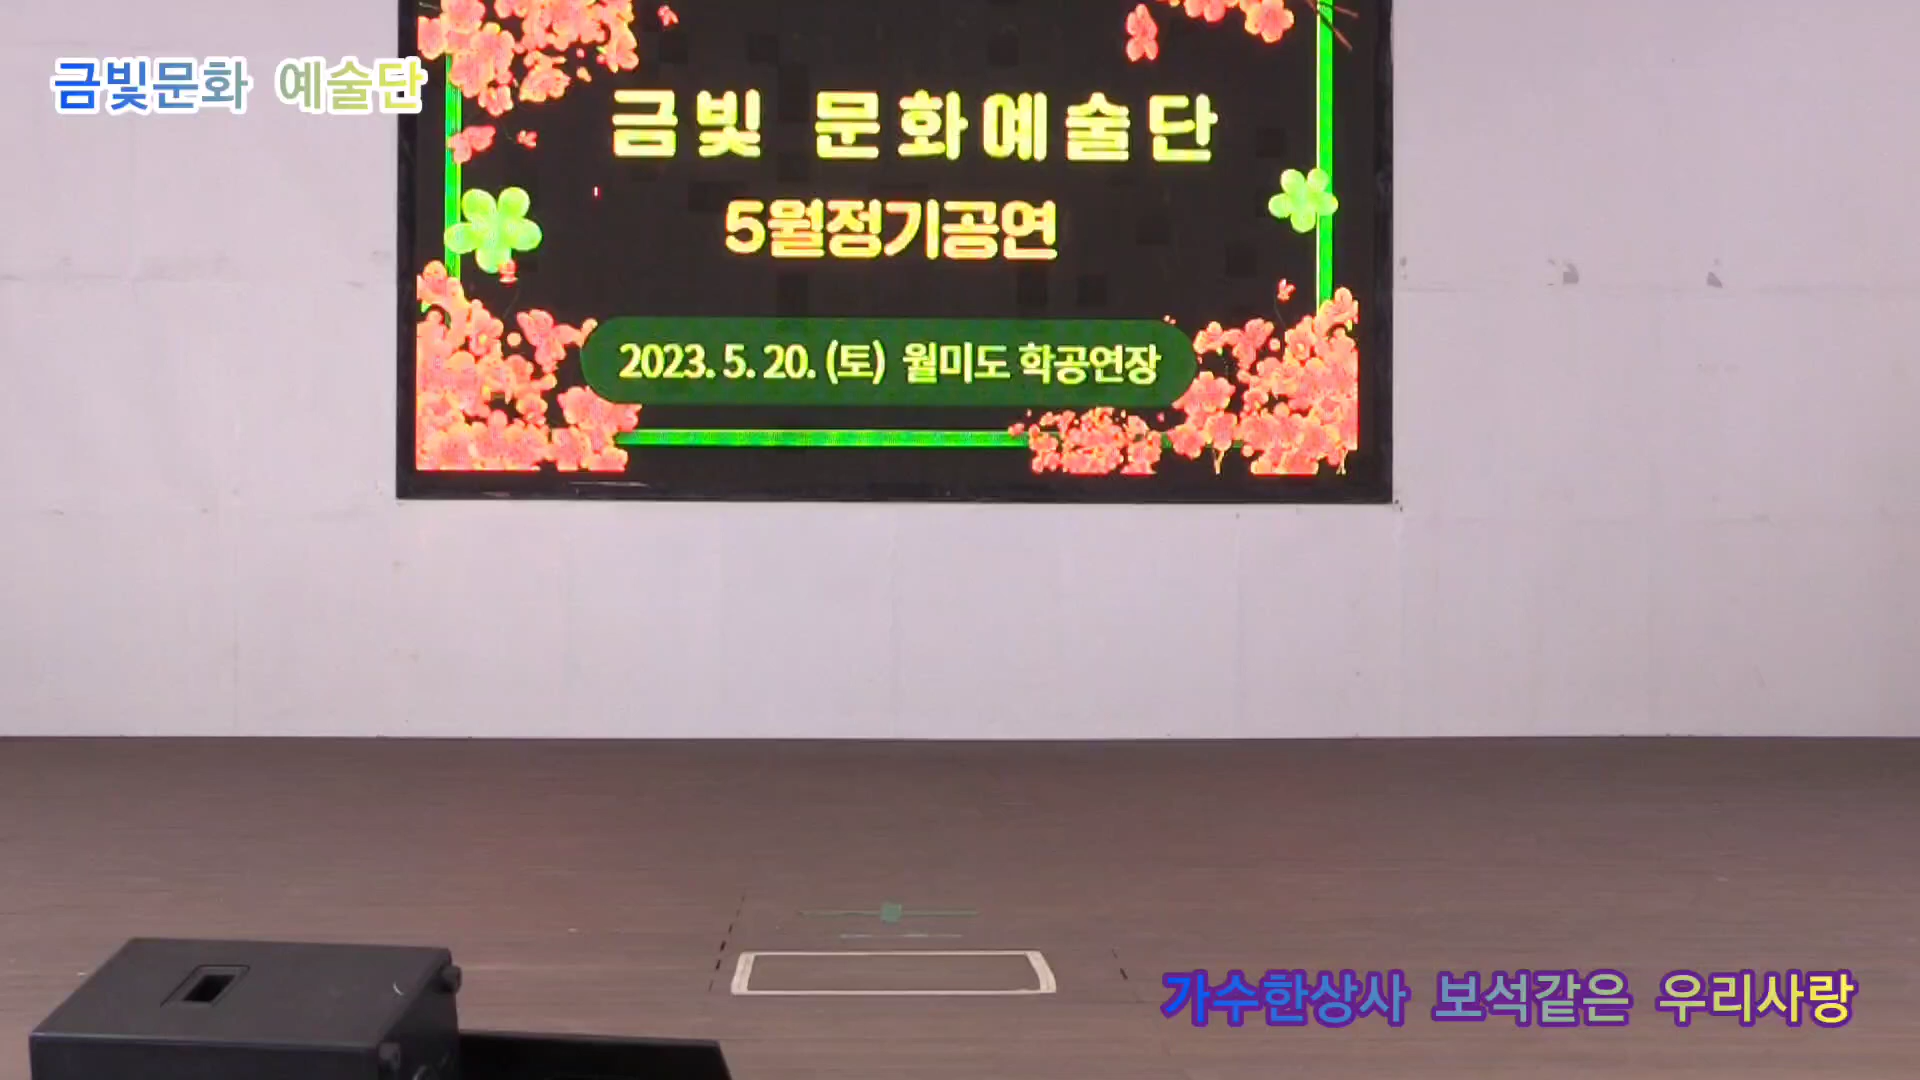 금빛문화 예술단
금빛 문화예술단
5월정기공연
2023. 5. 20. (토) 월미도 학공연장
가수한상사 보석같은 우리사랑